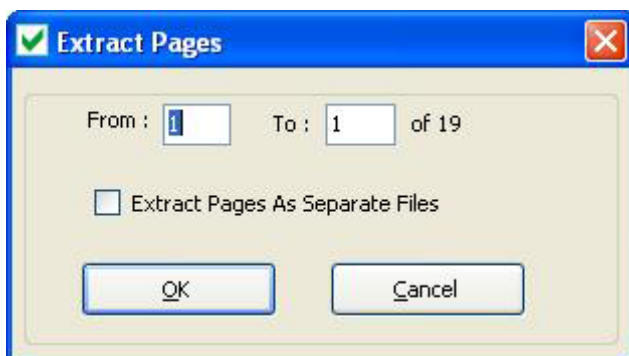 Extract Pages
From : 1 To : 1 of 19
Extract Pages As Separate Files
OK Cancel